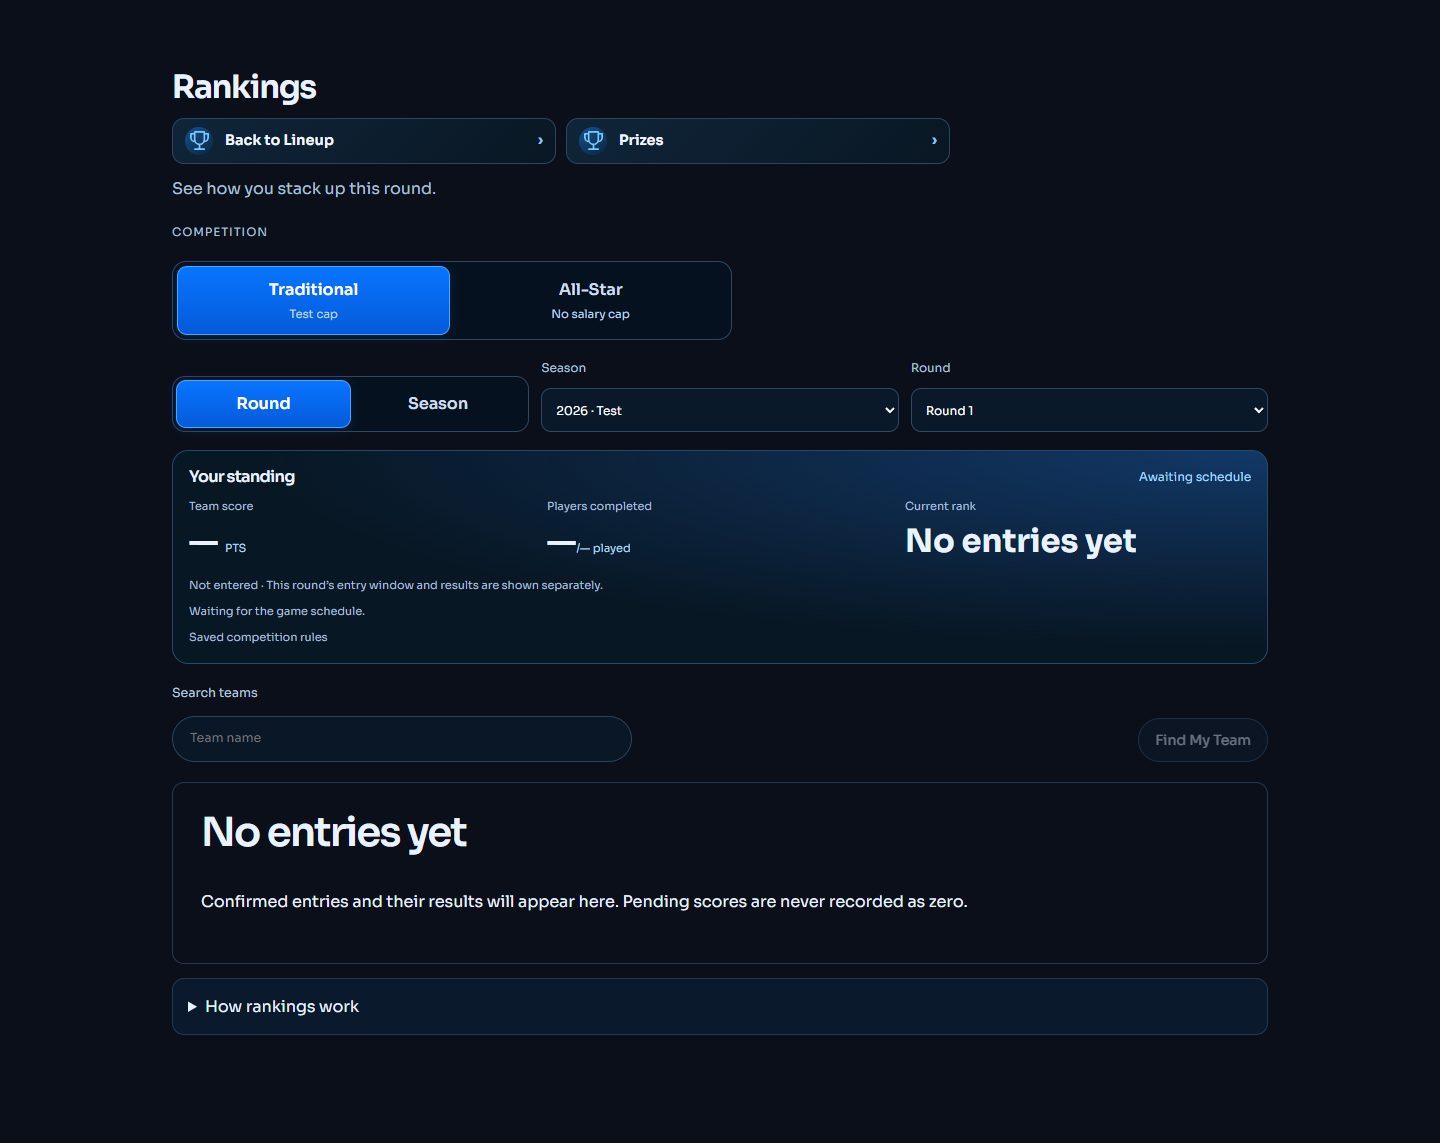 Rankings
Back to Lineup ›
Prizes ›
See how you stack up this round.
COMPETITION
Traditional
Test cap
All-Star
No salary cap
Round
Season
Season
2026 · Test
Round
Round 1
Your standing
Awaiting schedule
Team score
— PTS
Players completed
—/— played
Current rank
No entries yet
Not entered · This round's entry window and results are shown separately.
Waiting for the game schedule.
Saved competition rules
Search teams
Team name
Find My Team
No entries yet
Confirmed entries and their results will appear here. Pending scores are never recorded as zero.
How rankings work